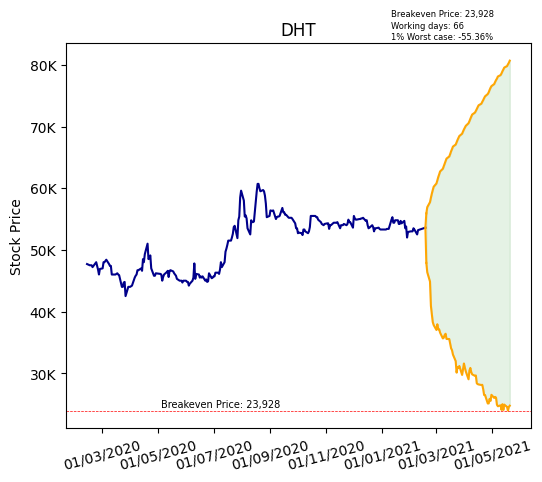 Breakeven Price: 23,928
Working days: 66
1% Worst case: -55.36%
DHT
Stock Price
80K
70K
60K
50K
40K
30K
Breakeven Price: 23,928
01/03/2020
01/05/2020
01/07/2020
01/09/2020
01/11/2020
01/01/2021
01/03/2021
01/05/2021